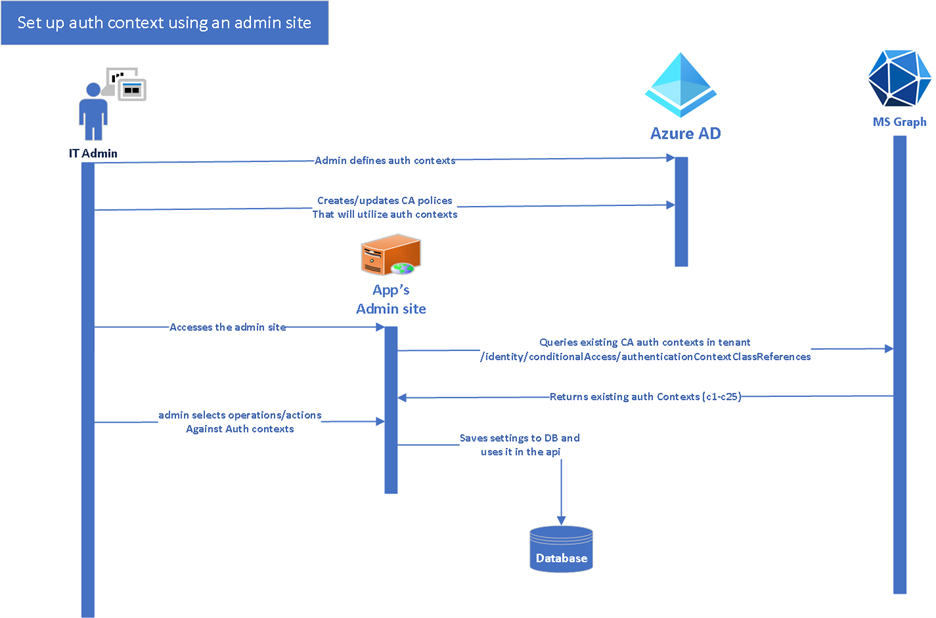 Set up auth context using an admin site
IT Admin
Azure AD
MS Graph
Admin defines auth contexts
Creates/updates CA polices
That will utilize auth contexts
App's
Admin site
Accesses the admin site
Queries existing CA auth contexts in tenant
/identity/conditionalAccess/authenticationContextClassReferences
Returns existing auth Contexts (c1-c25)
admin selects operations/actions
Against Auth contexts
Saves settings to DB and
uses it in the api
Database